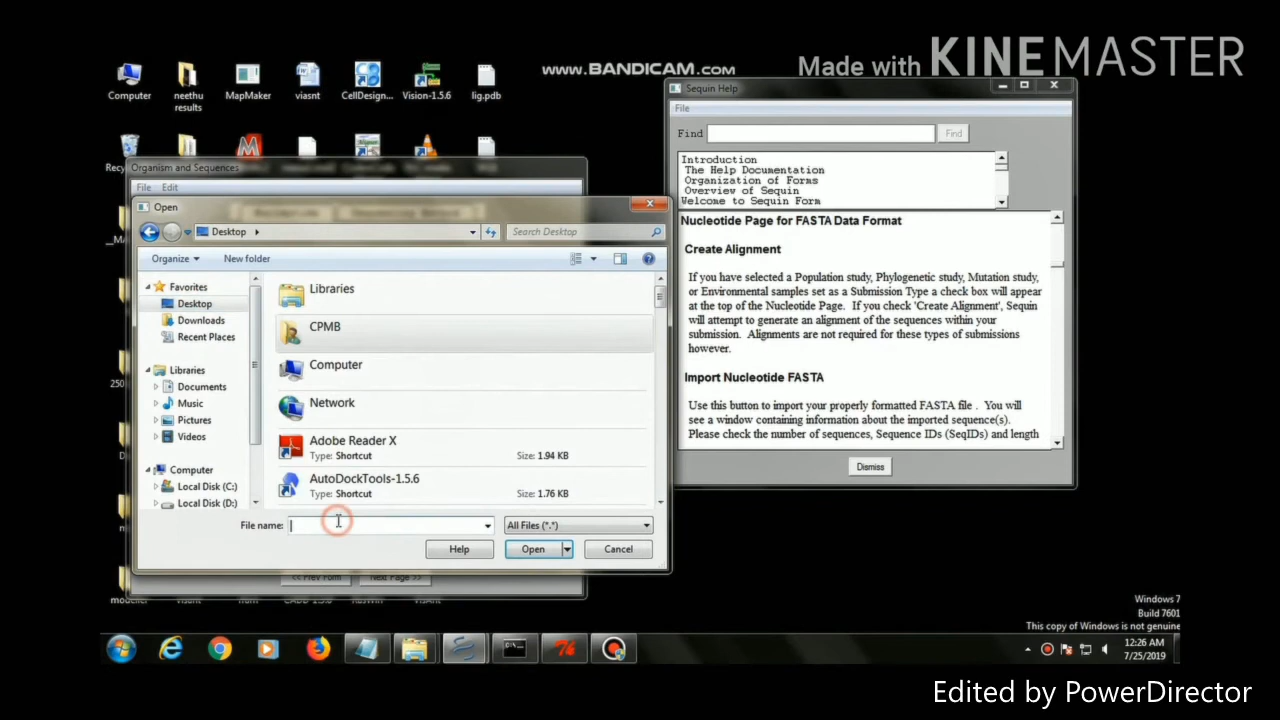 www.BANDICAM.com
Made with KINEMASTER
Computer
neethu results
MapMaker
viasnt
CellDesign...
Vision-1.5.6
lig.pdb
Recy
Organism and Sequences
File Edit
Open
Desktop
Search Desktop
Organize
New folder
Favorites
Desktop
Downloads
Recent Places
Libraries
Documents
Music
Pictures
Videos
Computer
Local Disk (C:)
Local Disk (D:)
Libraries
CPMB
Computer
Network
Adobe Reader X
Type: Shortcut
Size: 1.94 KB
AutoDockTools-1.5.6
Type: Shortcut
Size: 1.76 KB
File name:
All Files (*.*)
Help
Open
Cancel
<< Prev Form
Next Page >>
Sequin Help
File
Find
Find
Introduction
The Help Documentation
Organization of Forms
Overview of Sequin
Welcome to Sequin Form
Nucleotide Page for FASTA Data Format
Create Alignment
If you have selected a Population study, Phylogenetic study, Mutation study,
or Environmental samples set as a Submission Type a check box will appear
at the top of the Nucleotide Page. If you check 'Create Alignment', Sequin
will attempt to generate an alignment of the sequences within your
submission. Alignments are not required for these types of submissions
however.
Import Nucleotide FASTA
Use this button to import your properly formatted FASTA file . You will
see a window containing information about the imported sequence(s).
Please check the number of sequences, Sequence IDs (SeqIDs) and length
Dismiss
Windows 7
Build 7601
This copy of Windows is not genuine
12:26 AM
7/25/2019
Edited by PowerDirector